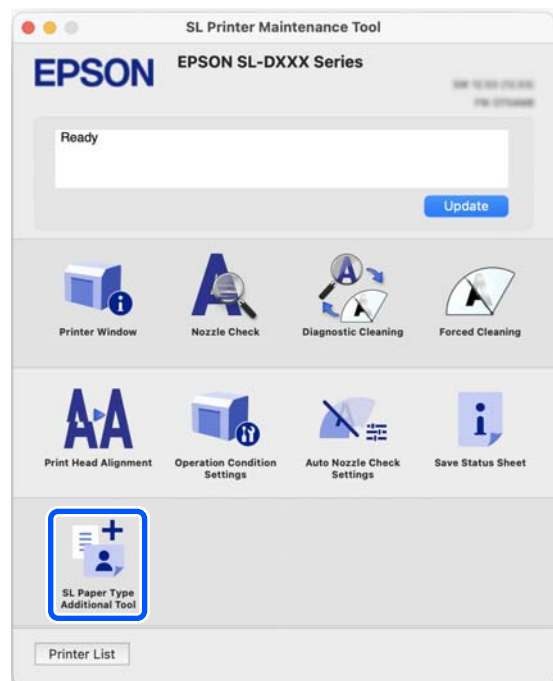 SL Printer Maintenance Tool
EPSON
EPSON SL-DXXX Series
Ready
Update
Printer Window
Nozzle Check
Diagnostic Cleaning
Forced Cleaning
Print Head Alignment
Operation Condition
Settings
Auto Nozzle Check
Settings
Save Status Sheet
SL Paper Type
Additional Tool
Printer List